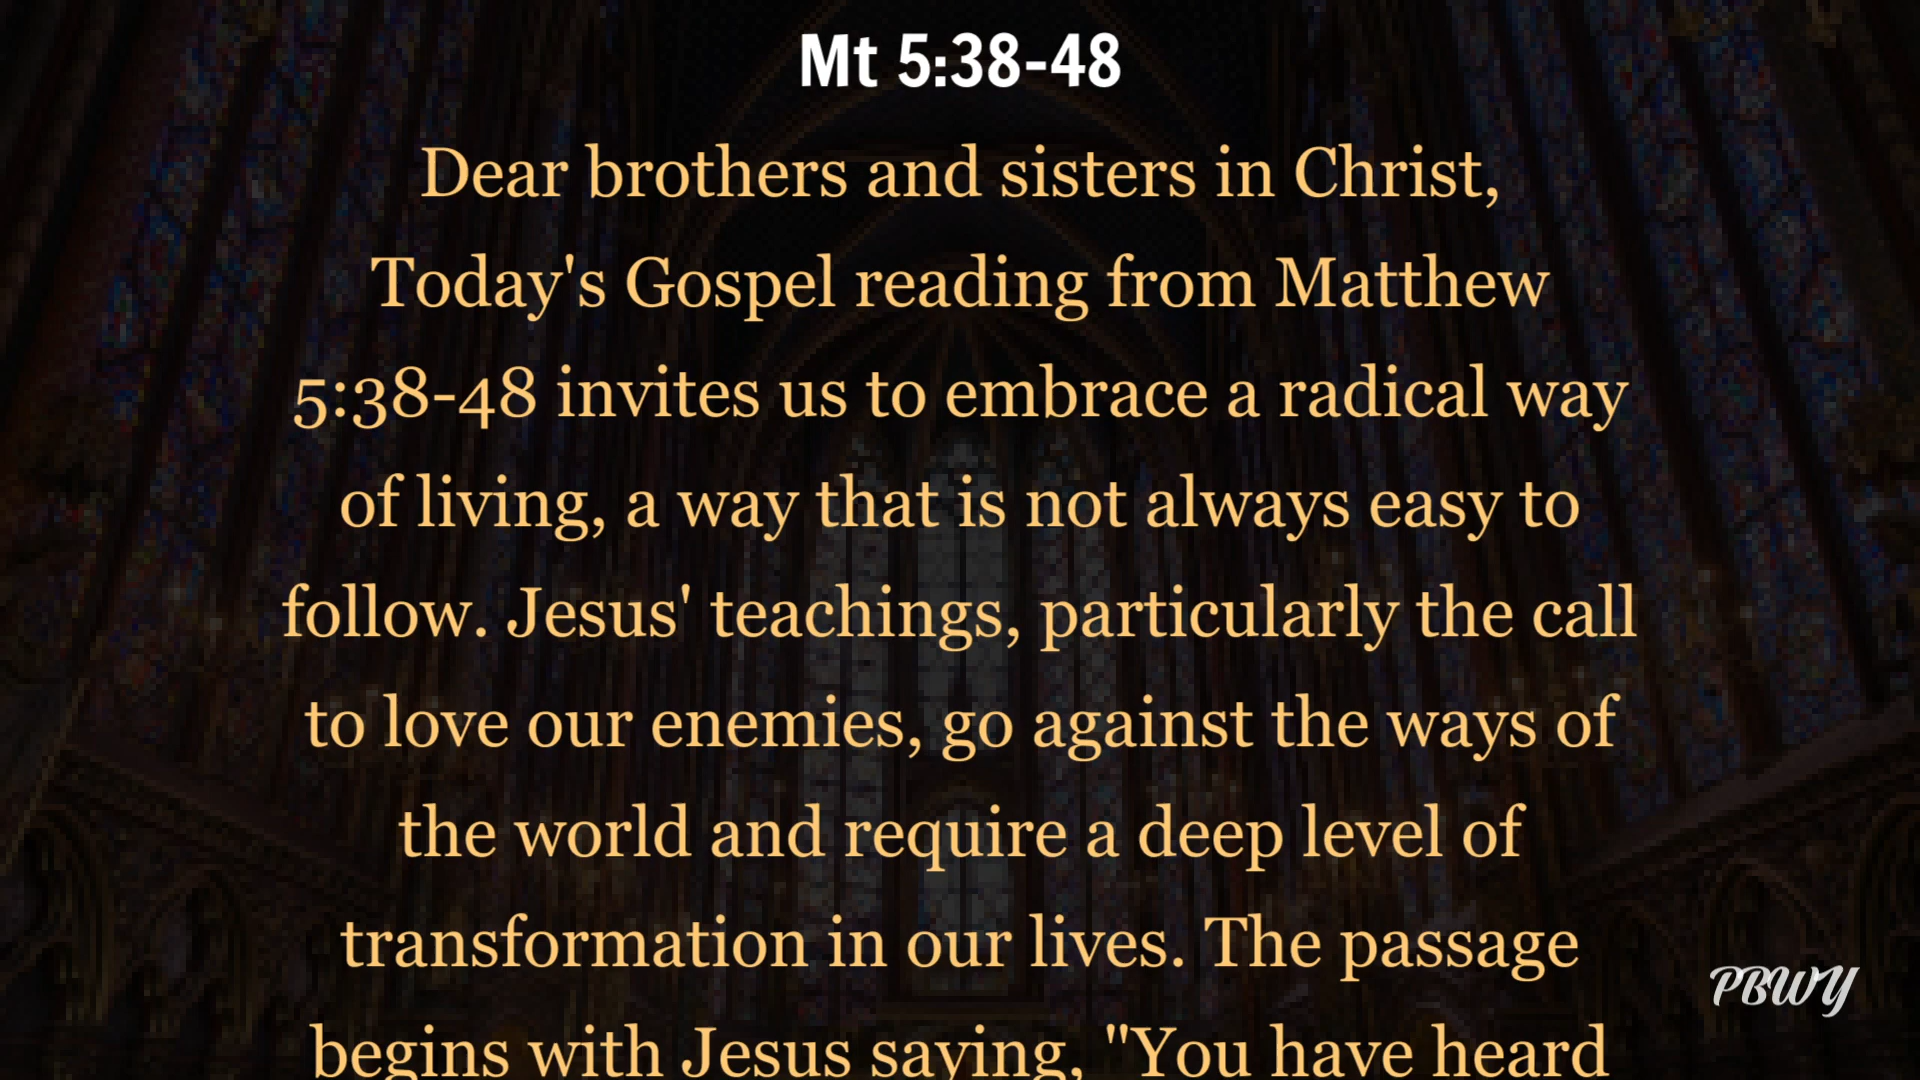 Mt 5:38-48
Dear brothers and sisters in Christ,
Today's Gospel reading from Matthew
5:38-48 invites us to embrace a radical way
of living, a way that is not always easy to
follow. Jesus' teachings, particularly the call
to love our enemies, go against the ways of
the world and require a deep level of
transformation in our lives. The passage
PBWY
begins with Jesus saying, "You have heard